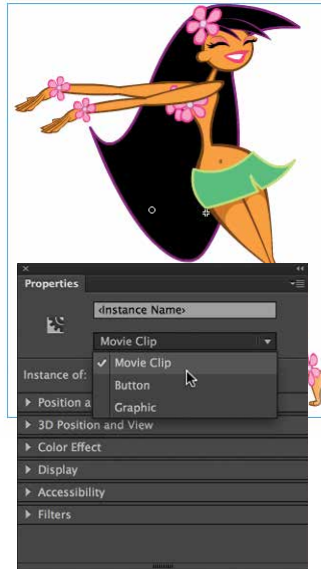 Properties
‹Instance Name›
Movie Clip
Movie Clip
Button
Graphic
Instance of:
Position a
3D Position and View
Color Effect
Display
Accessibility
Filters